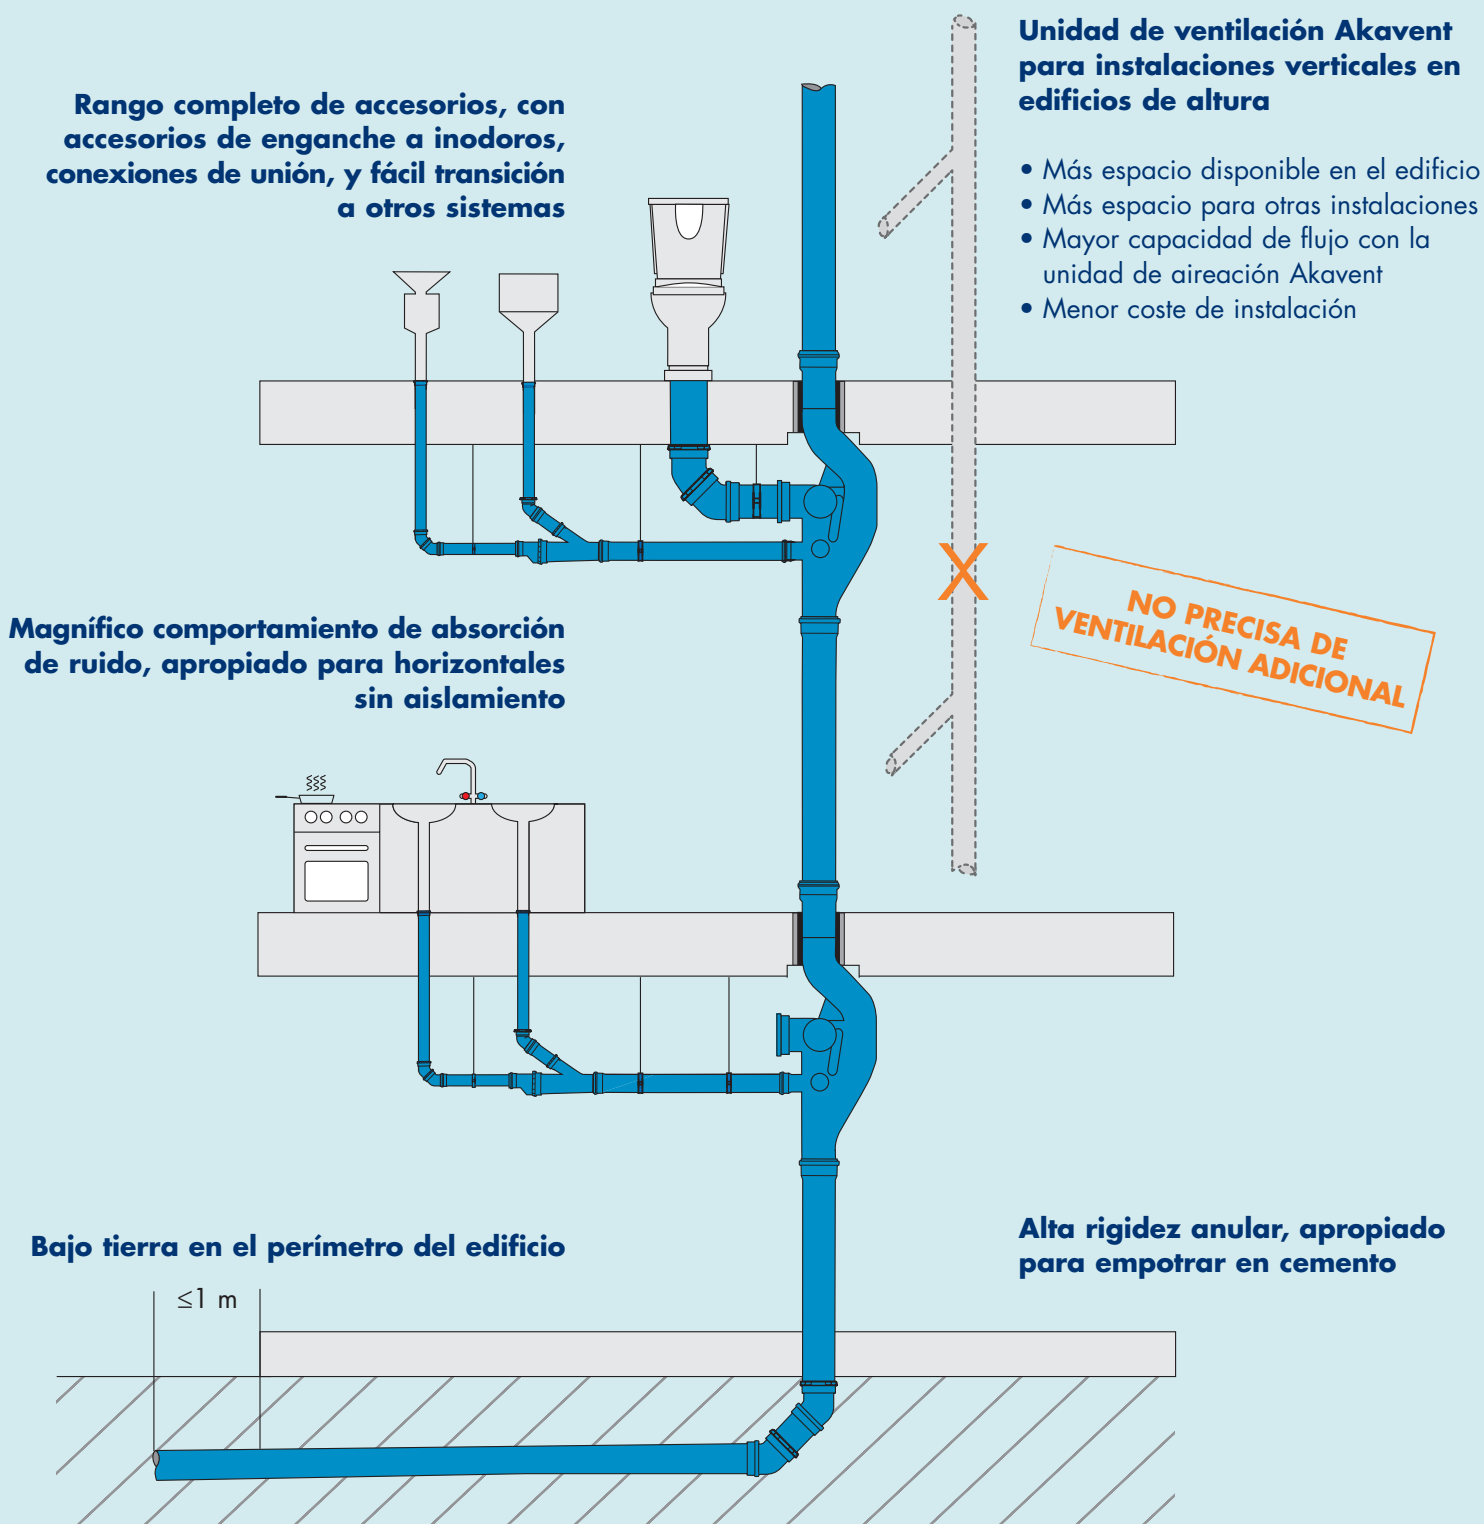 Unidad de ventilación Akavent
para instalaciones verticales en
edificios de altura
Rango completo de accesorios, con
accesorios de enganche a inodoros,
conexiones de unión, y fácil transición
a otros sistemas
• Más espacio disponible en el edificio
• Más espacio para otras instalaciones
• Mayor capacidad de flujo con la
unidad de aireación Akavent
• Menor coste de instalación
X
NO PRECISA DE
VENTILACIÓN ADICIONAL
Magnífico comportamiento de absorción
de ruido, apropiado para horizontales
sin aislamiento
Bajo tierra en el perímetro del edificio
≤1 m
Alta rigidez anular, apropiado
para empotrar en cemento